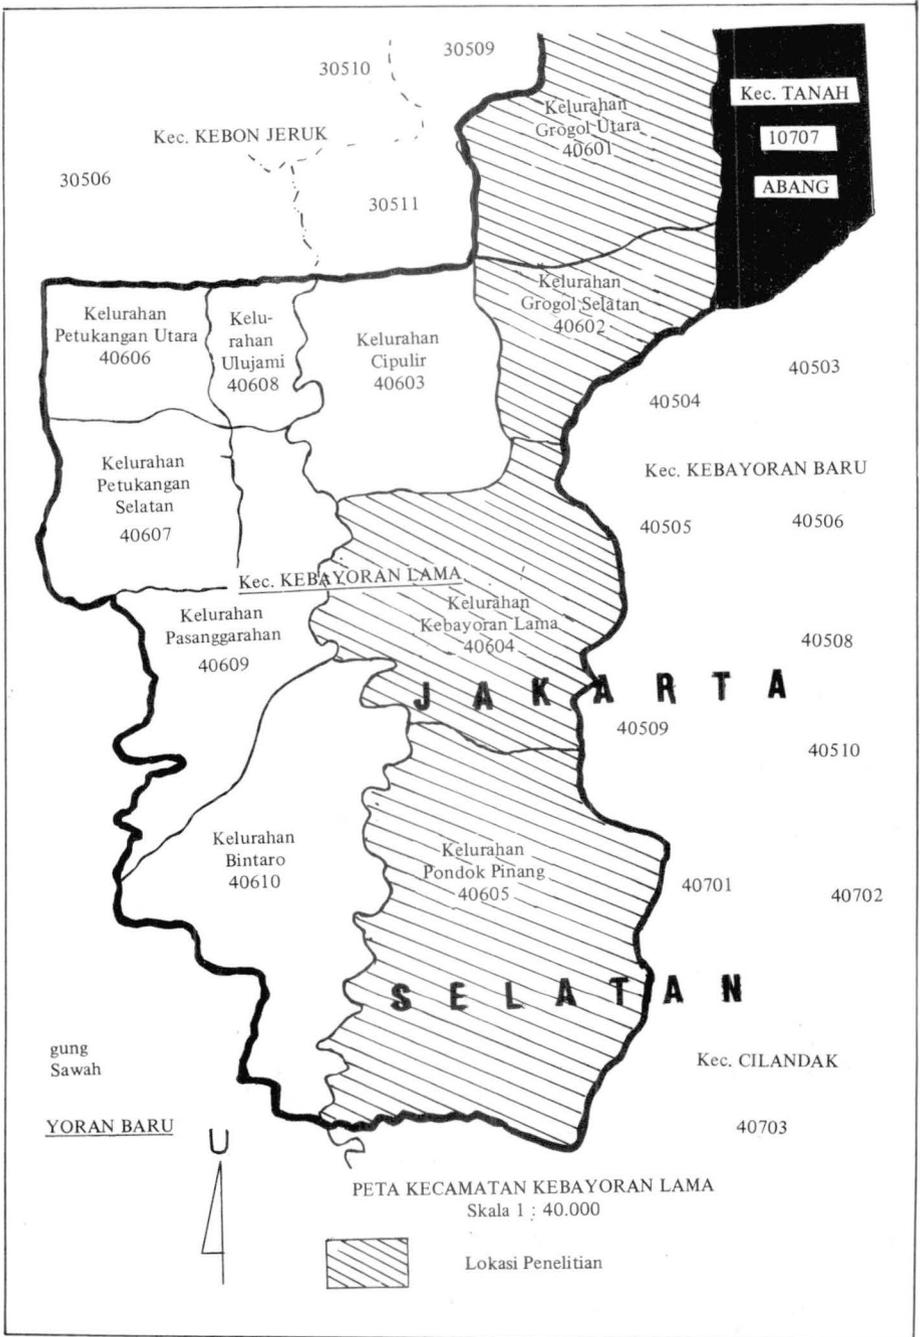 30509
30510
Kec. TANAH
10707
ABANG
Kelurahan
Grogol Utara
40601
Kec. KEBON JERUK
30506
30511
Kelurahan
Grogol Selatan
40602
Kelurahan
Petukangan Utara
40606
Kelu-
rahan
Ulujami
40608
Kelurahan
Cipulir
40603
40503
40504
Kec. KEBAYORAN BARU
Kelurahan
Petukangan
Selatan
40607
40505
40506
Kec. KEBAYORAN LAMA
Kelurahan
Kebayoran Lama
40604
Kelurahan
Pasanggarahan
40609
40508
JAKARTA
40509
40510
Kelurahan
Bintaro
40610
Kelurahan
Pondok Pinang
40605
40701
40702
SELATAN
gung
Sawah
Kec. CILANDAK
YORAN BARU
40703
U
PETA KECAMATAN KEBAYORAN LAMA
Skala 1 : 40.000
Lokasi Penelitian